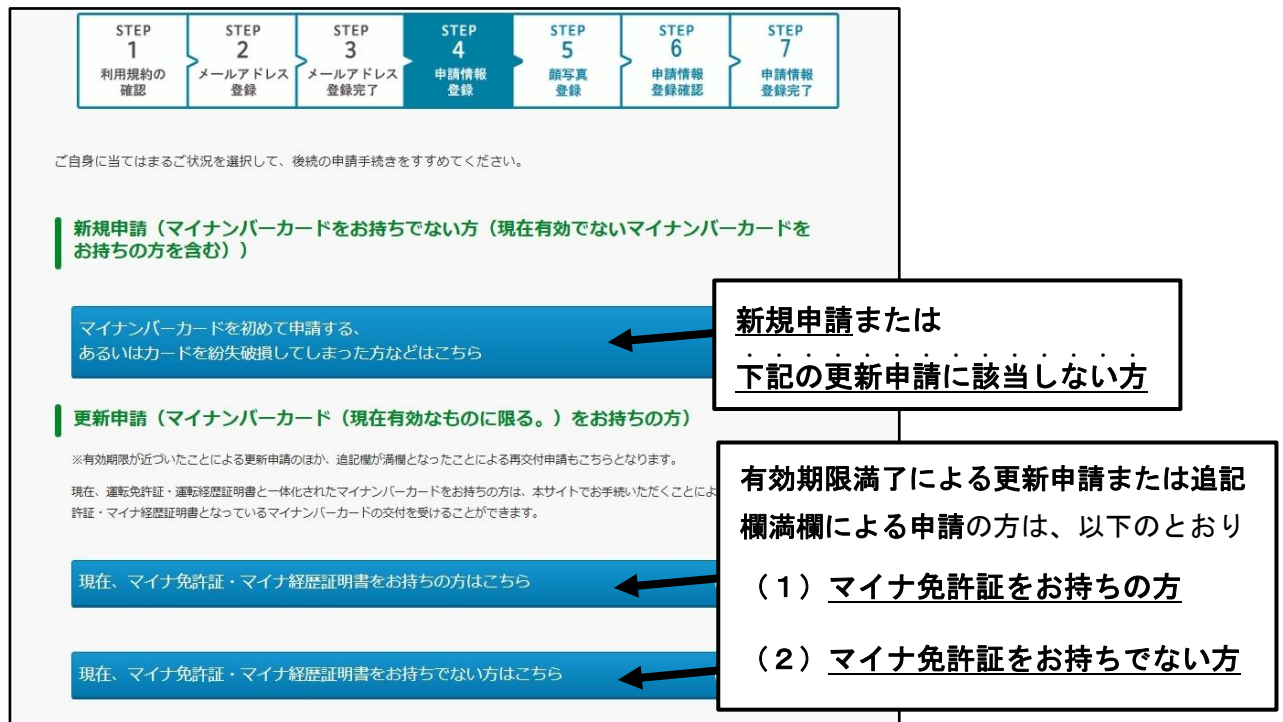 STEP
1
利用規約の
確認
STEP
2
メールアドレス
登録
STEP
3
メールアドレス
登録完了
STEP
4
申請情報
登録
STEP
5
顔写真
登録
STEP
6
申請情報
登録確認
STEP
7
申請情報
登録完了
ご自身に当てはまるご状況を選択して、後続の申請手続きをすすめてください。
新規申請（マイナンバーカードをお持ちでない方（現在有効でないマイナンバーカードを
お持ちの方を含む））
マイナンバーカードを初めて申請する、
あるいはカードを紛失破損してしまった方などはこちら
新規申請または
下記の更新申請に該当しない方
更新申請（マイナンバーカード（現在有効なものに限る。）をお持ちの方）
※有効期限が近づいたことによる更新申請のほか、追記欄が満欄となったことによる再交付申請もこちらとなります。
現在、運転免許証・運転経歴証明書と一体化されたマイナンバーカードをお持ちの方は、本サイトでお手続いただくことによ
許証・マイナ経歴証明書となっているマイナンバーカードの交付を受けることができます。
現在、マイナ免許証・マイナ経歴証明書をお持ちの方はこちら
現在、マイナ免許証・マイナ経歴証明書をお持ちでない方はこちら
有効期限満了による更新申請または追記
欄満欄による申請の方は、以下のとおり
（１）マイナ免許証をお持ちの方
（２）マイナ免許証をお持ちでない方